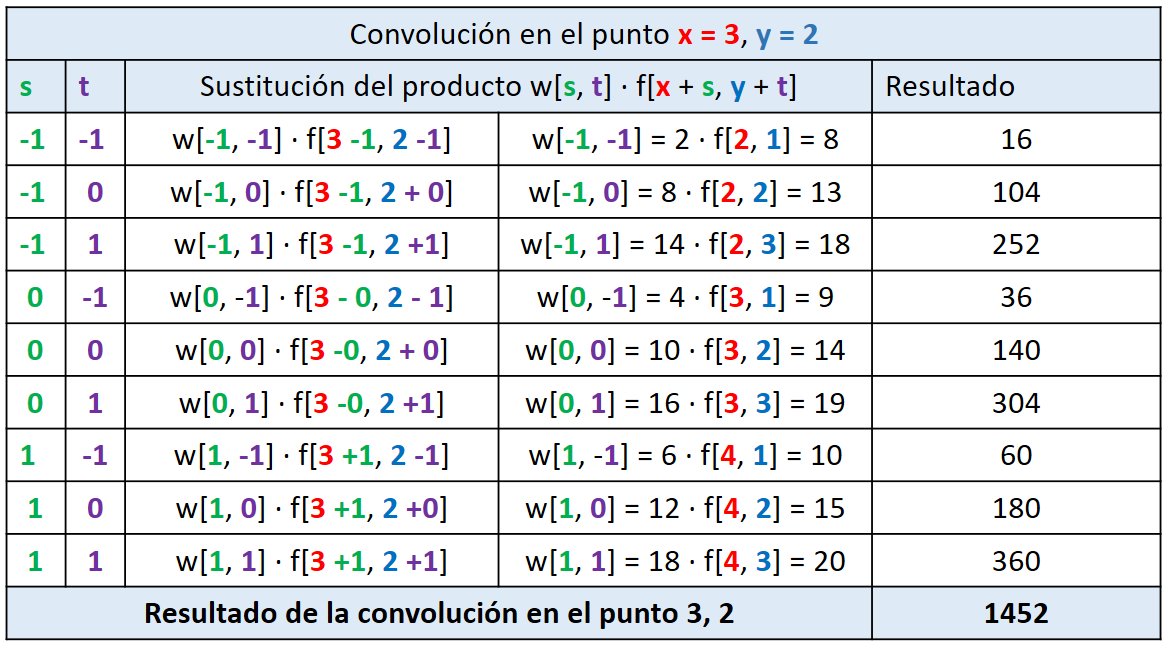 Convolución en el punto x = 3, y = 2
s t Sustitución del producto w[s, t] · f[x + s, y + t] Resultado
-1 -1 w[-1, -1] · f[3 -1, 2 -1] w[-1, -1] = 2 · f[2, 1] = 8 16
-1 0 w[-1, 0] · f[3 -1, 2 + 0] w[-1, 0] = 8 · f[2, 2] = 13 104
-1 1 w[-1, 1] · f[3 -1, 2 +1] w[-1, 1] = 14 · f[2, 3] = 18 252
0 -1 w[0, -1] · f[3 - 0, 2 - 1] w[0, -1] = 4 · f[3, 1] = 9 36
0 0 w[0, 0] · f[3 -0, 2 + 0] w[0, 0] = 10 · f[3, 2] = 14 140
0 1 w[0, 1] · f[3 -0, 2 +1] w[0, 1] = 16 · f[3, 3] = 19 304
1 -1 w[1, -1] · f[3 +1, 2 -1] w[1, -1] = 6 · f[4, 1] = 10 60
1 0 w[1, 0] · f[3 +1, 2 +0] w[1, 0] = 12 · f[4, 2] = 15 180
1 1 w[1, 1] · f[3 +1, 2 +1] w[1, 1] = 18 · f[4, 3] = 20 360
Resultado de la convolución en el punto 3, 2 1452